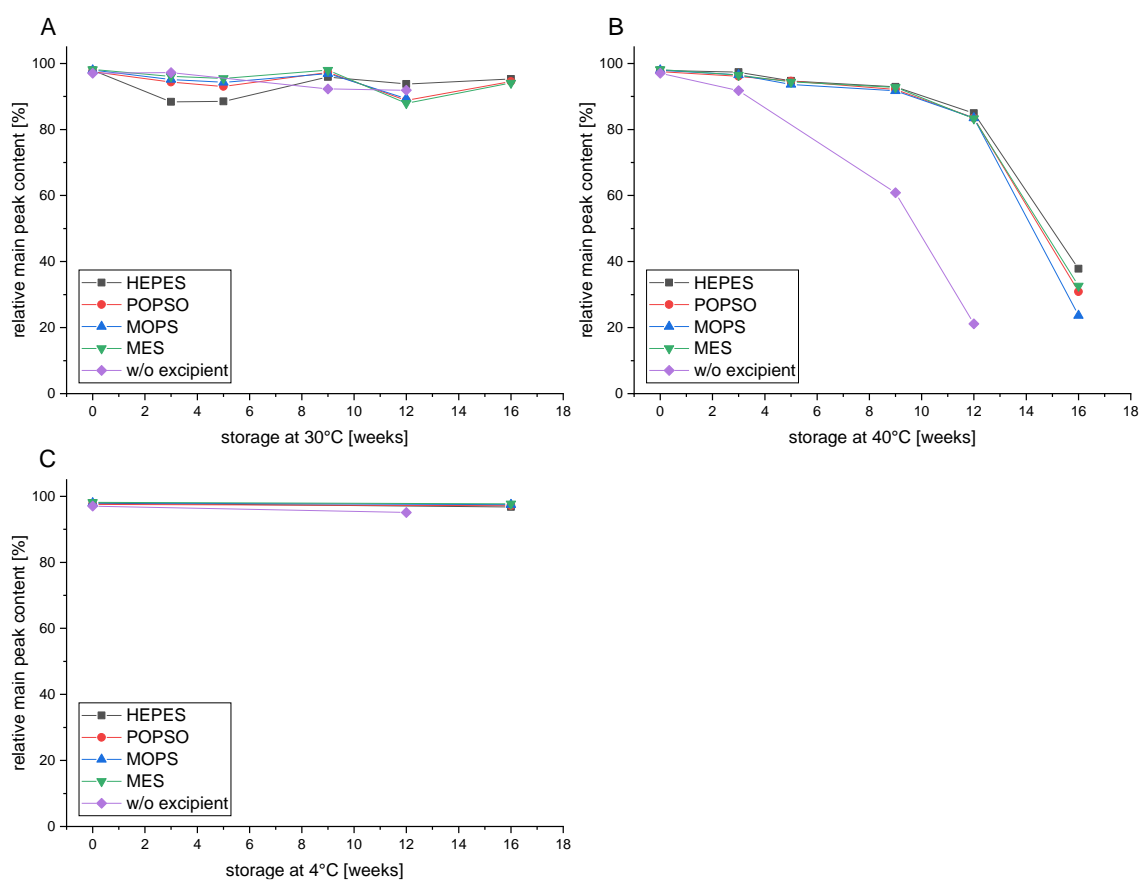 A
relative main peak content [%]
100
80
60
40
20
0
HEPES
POPSO
MOPS
MES
w/o excipient
0 2 4 6 8 10 12 14 16 18
storage at 30°C [weeks]
B
relative main peak content [%]
100
80
60
40
20
0
HEPES
POPSO
MOPS
MES
w/o excipient
0 2 4 6 8 10 12 14 16 18
storage at 40°C [weeks]
C
relative main peak content [%]
100
80
60
40
20
0
HEPES
POPSO
MOPS
MES
w/o excipient
0 2 4 6 8 10 12 14 16 18
storage at 4°C [weeks]